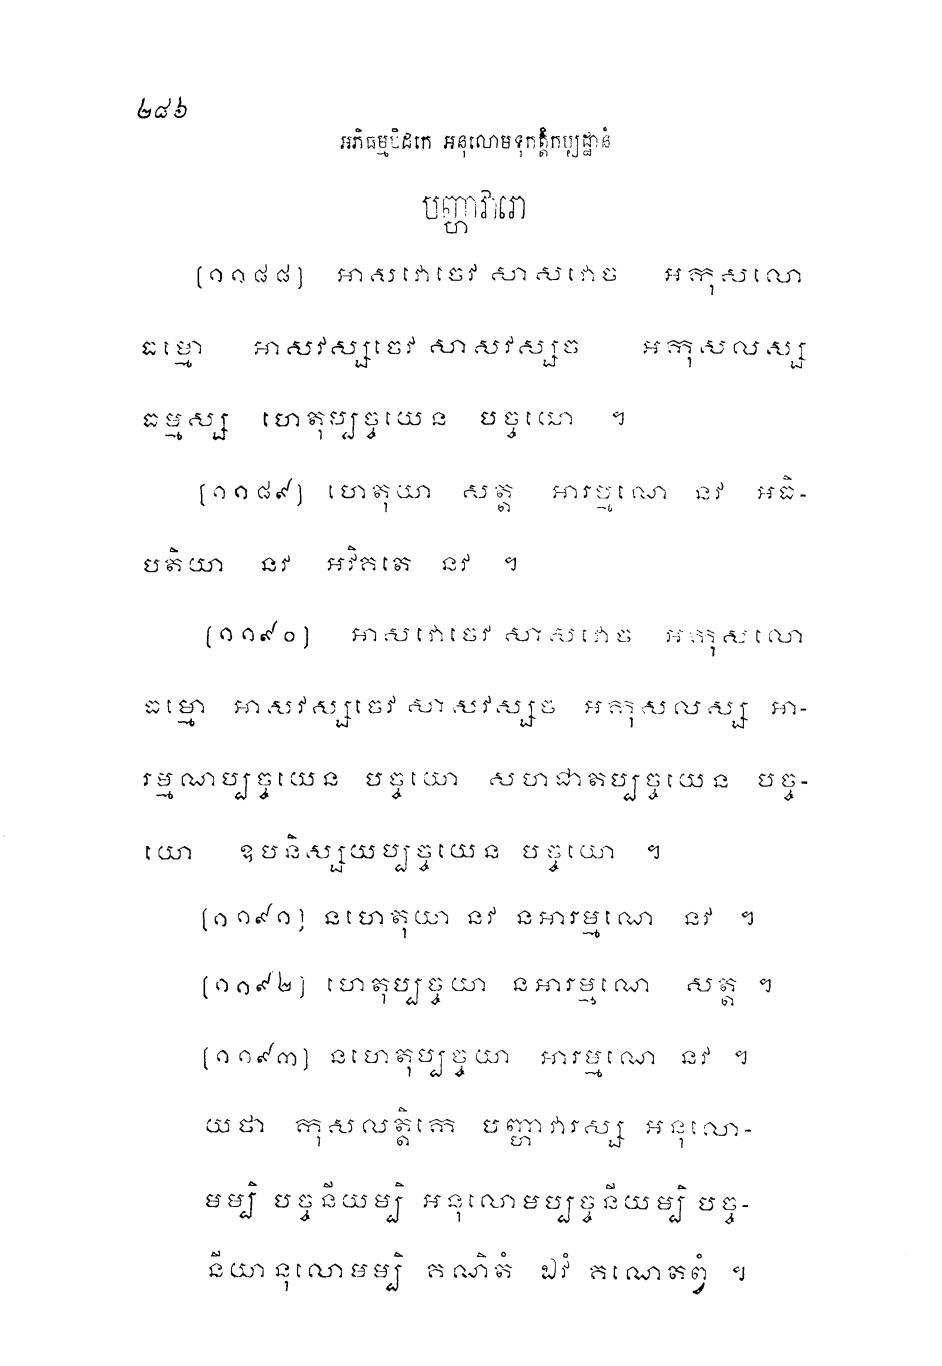 ២៨៦
អភិធម្មបិដកេ អនុលោមទុកត្តិកប្បដ្ឋានំ
បញ្ហាវារោ
[១១៨៨] អាសវោចេវ សាសវោច អកុសលោ
ធម្មោ អាសវស្សចេវ សាសវស្សច អកុសលស្ស
ធម្មស្ស ហេតុប្បច្ចយេន បច្ចយោ ។
[១១៨៩] ហេតុយា សត្ត អារម្មណេ នវ អធិ-
បតិយា នវ អវិគតេ នវ ។
[១១៩០] អាសវោចេវ សាសវោច អកុសលោ
ធម្មោ អាសវស្សចេវ សាសវស្សច អកុសលស្ស អា-
រម្មណប្បច្ចយេន បច្ចយោ សហជាតប្បច្ចយេន បច្ច-
យោ ឧបនិស្សយប្បច្ចយេន បច្ចយោ ។
[១១៩១] នហេតុយា នវ នអារម្មណេ នវ ។
[១១៩២] ហេតុប្បច្ចយា នអារម្មណេ សត្ត ។
[១១៩៣] នហេតុប្បច្ចយា អារម្មណេ នវ ។
យថា កុសលត្តិកេ បញ្ហាវារស្ស អនុលោ-
មម្បិ បច្ចនីយម្បិ អនុលោមប្បច្ចនីយម្បិ បច្ច-
នីយានុលោមម្បិ គណិតំ ឯវំ គណេតព្វំ ។